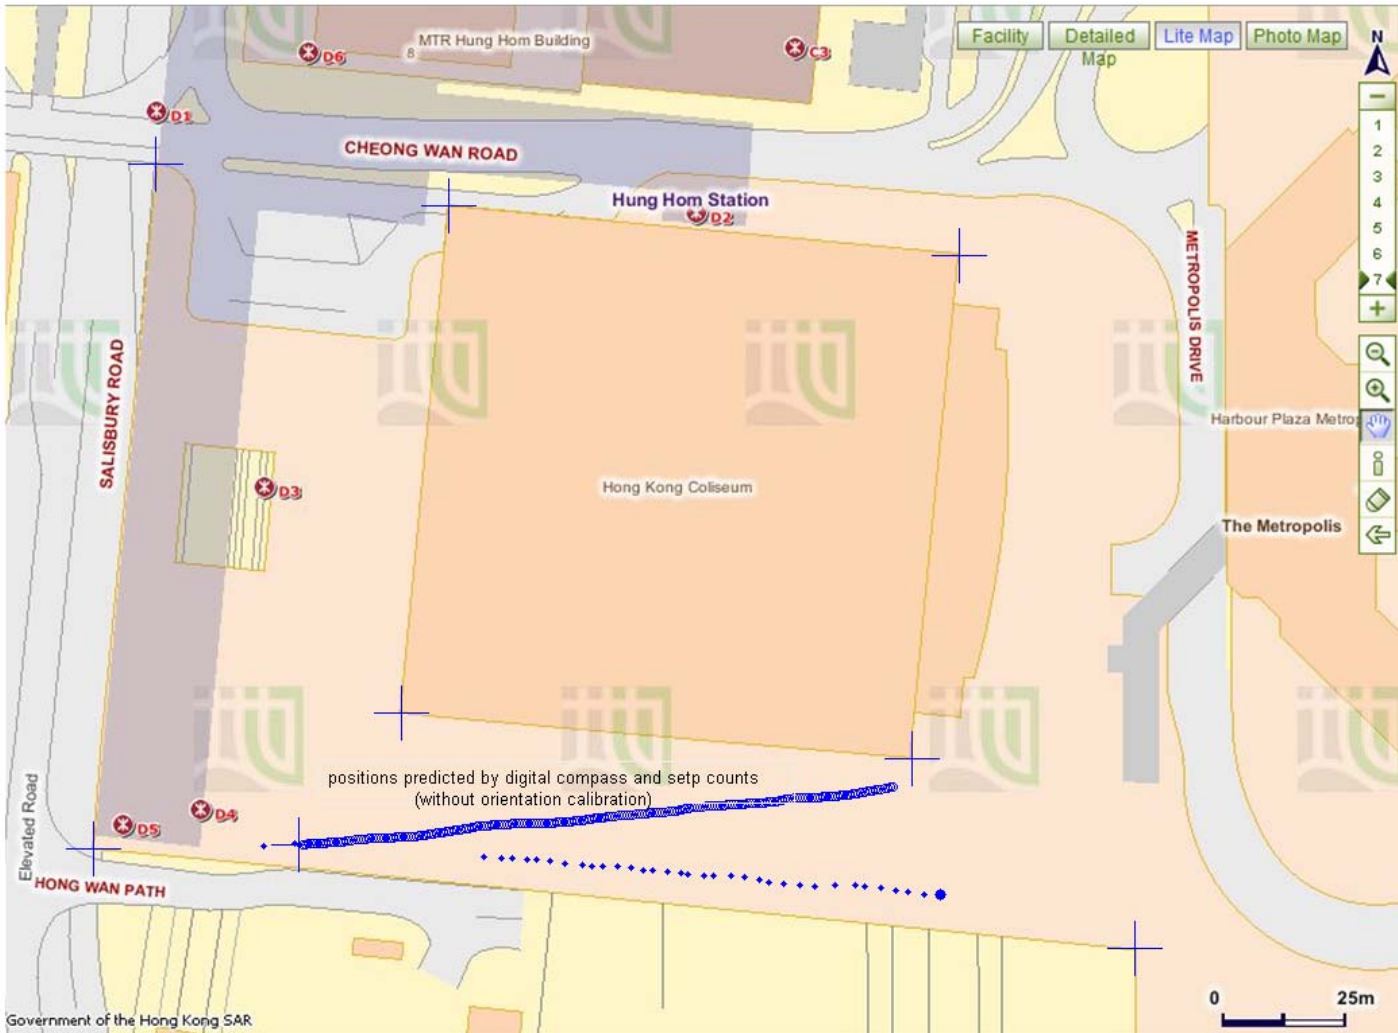 Facility
Detailed Map
Lite Map
Photo Map
N
MTR Hung Hom Building
8
D6
C3
D1
CHEONG WAN ROAD
Hung Hom Station
D2
1
2
3
4
5
6
7
METROPOLIS DRIVE
SALISBURY ROAD
Harbour Plaza Metrop
D3
Hong Kong Coliseum
The Metropolis
positions predicted by digital compass and setp counts
(without orientation calibration)
D4
D5
Elevated Road
HONG WAN PATH
0 25m
Government of the Hong Kong SAR